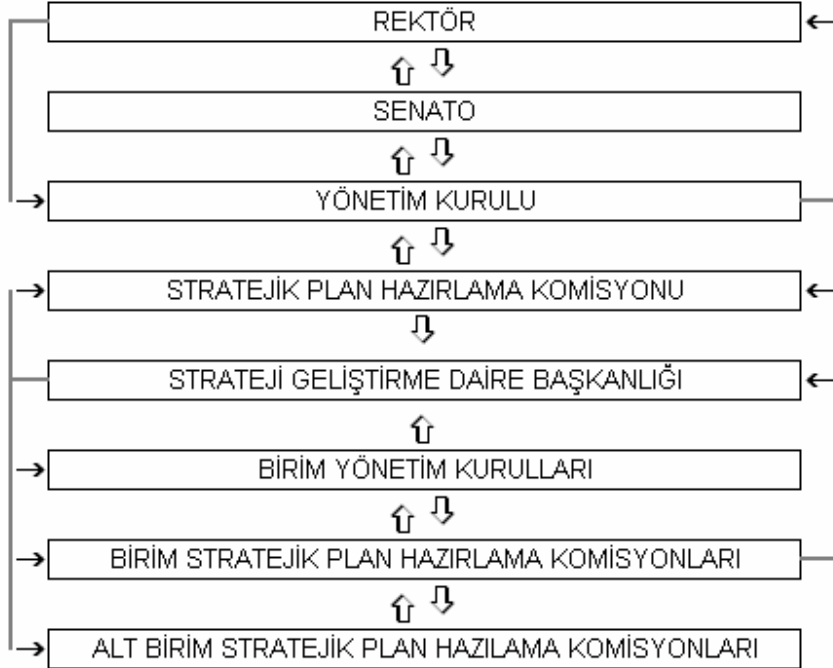 REKTÖR
SENATO
YÖNETİM KURULU
STRATEJİK PLAN HAZIRLAMA KOMİSYONU
STRATEJİ GELİŞTİRME DAİRE BAŞKANLIĞI
BİRİM YÖNETİM KURULLARI
BİRİM STRATEJİK PLAN HAZIRLAMA KOMİSYONLARI
ALT BİRİM STRATEJİK PLAN HAZILAMA KOMİSYONLARI